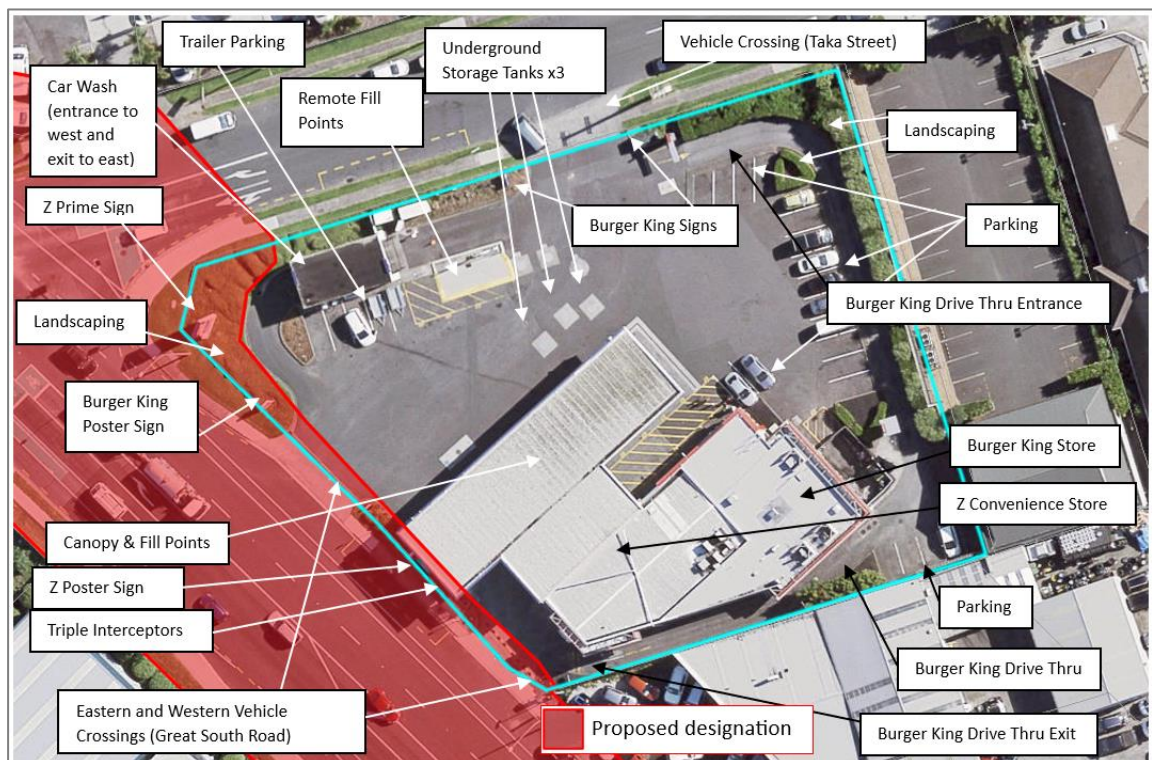 Trailer Parking
Underground
Storage Tanks x3
Vehicle Crossing (Taka Street)
Car Wash
(entrance to
west and
exit to east)
Remote Fill
Points
Landscaping
Z Prime Sign
Burger King Signs
Parking
Burger King Drive Thru Entrance
Landscaping
Burger King
Poster Sign
Burger King Store
Z Convenience Store
Canopy & Fill Points
Z Poster Sign
Parking
Triple Interceptors
Burger King Drive Thru
Eastern and Western Vehicle
Crossings (Great South Road)
Proposed designation
Burger King Drive Thru Exit